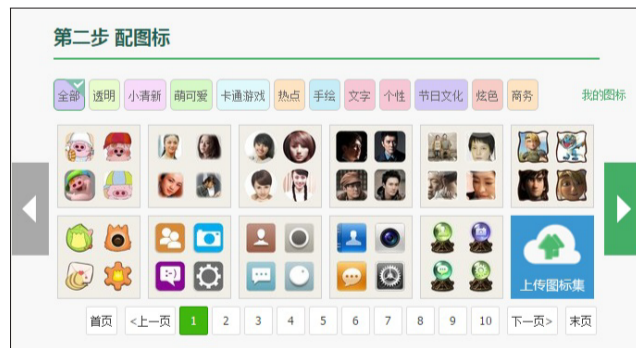 第二步 配图标
全部 透明 小清新 萌可爱 卡通游戏 热点 手绘 文字 个性 节日文化 炫色 商务 我的图标
上传图标集
首页 <上一页 1 2 3 4 5 6 7 8 9 10 下一页> 末页